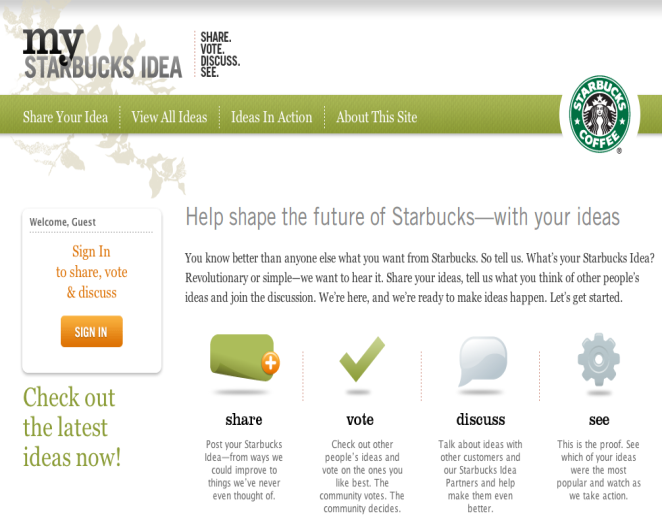 my
STARBUCKS IDEA
SHARE.
VOTE.
DISCUSS.
SEE.
Share Your Idea
View All Ideas
Ideas In Action
About This Site
STARBUCKS
COFFEE
®
Welcome, Guest
Sign In
to share, vote
& discuss
SIGN IN
Check out
the latest
ideas now!
Help shape the future of Starbucks—with your ideas
You know better than anyone else what you want from Starbucks. So tell us. What's your Starbucks Idea?
Revolutionary or simple—we want to hear it. Share your ideas, tell us what you think of other people's
ideas and join the discussion. We're here, and we're ready to make ideas happen. Let's get started.
share
Post your Starbucks
Idea—from ways we
could improve to
things we've never
even thought of.
vote
Check out other
people's ideas and
vote on the ones you
like best. The
community votes. The
community decides.
discuss
Talk about ideas with
other customers and
our Starbucks Idea
Partners and help
make them even
better.
see
This is the proof. See
which of your ideas
were the most
popular and watch as
we take action.